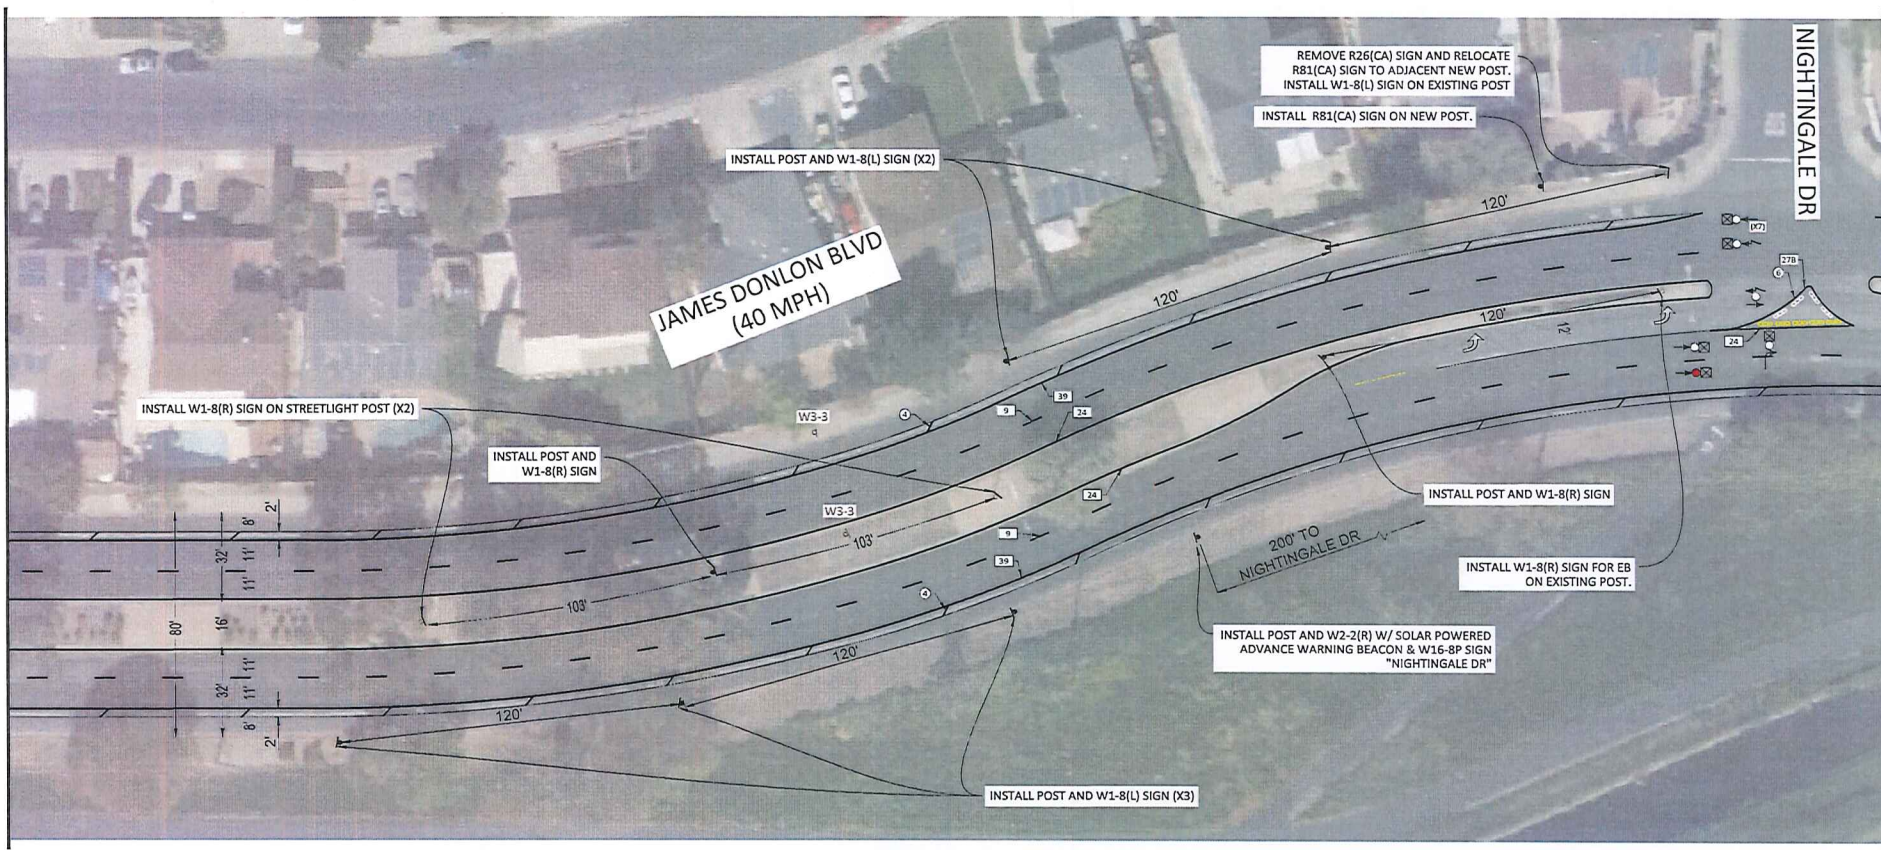 NIGHTINGALE DR
REMOVE R26(CA) SIGN AND RELOCATE
R81(CA) SIGN TO ADJACENT NEW POST.
INSTALL W1-8(L) SIGN ON EXISTING POST
INSTALL R81(CA) SIGN ON NEW POST.
INSTALL POST AND W1-8(L) SIGN (X2)
120'
[X7]
27B
6
JAMES DONLON BLVD
(40 MPH)
120'
120'
12'
24
INSTALL W1-8(R) SIGN ON STREETLIGHT POST (X2)
W3-3
4
9
39
24
INSTALL POST AND
W1-8(R) SIGN
24
INSTALL POST AND W1-8(R) SIGN
W3-3
103'
9
39
200' TO
NIGHTINGALE DR
2'
8'
32'
11'
11'
80'
16'
103'
4
INSTALL W1-8(R) SIGN FOR EB
ON EXISTING POST.
32'
11'
11'
8'
2'
120'
120'
INSTALL POST AND W2-2(R) W/ SOLAR POWERED
ADVANCE WARNING BEACON & W16-8P SIGN
"NIGHTINGALE DR"
INSTALL POST AND W1-8(L) SIGN (X3)